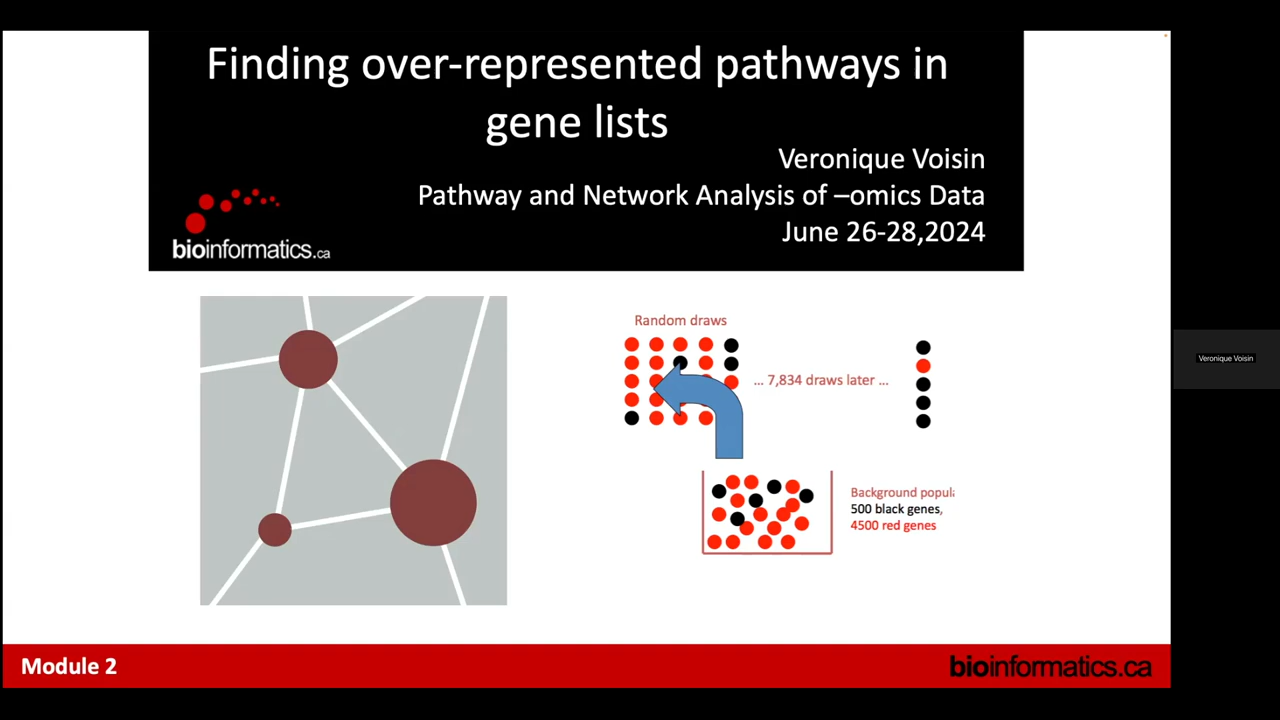 Finding over-represented pathways in
gene lists
Veronique Voisin
Pathway and Network Analysis of –omics Data
June 26-28,2024
bioinformatics.ca
Random draws
... 7,834 draws later ...
Background popul
500 black genes,
4500 red genes
Veronique Voisin
Module 2
bioinformatics.ca